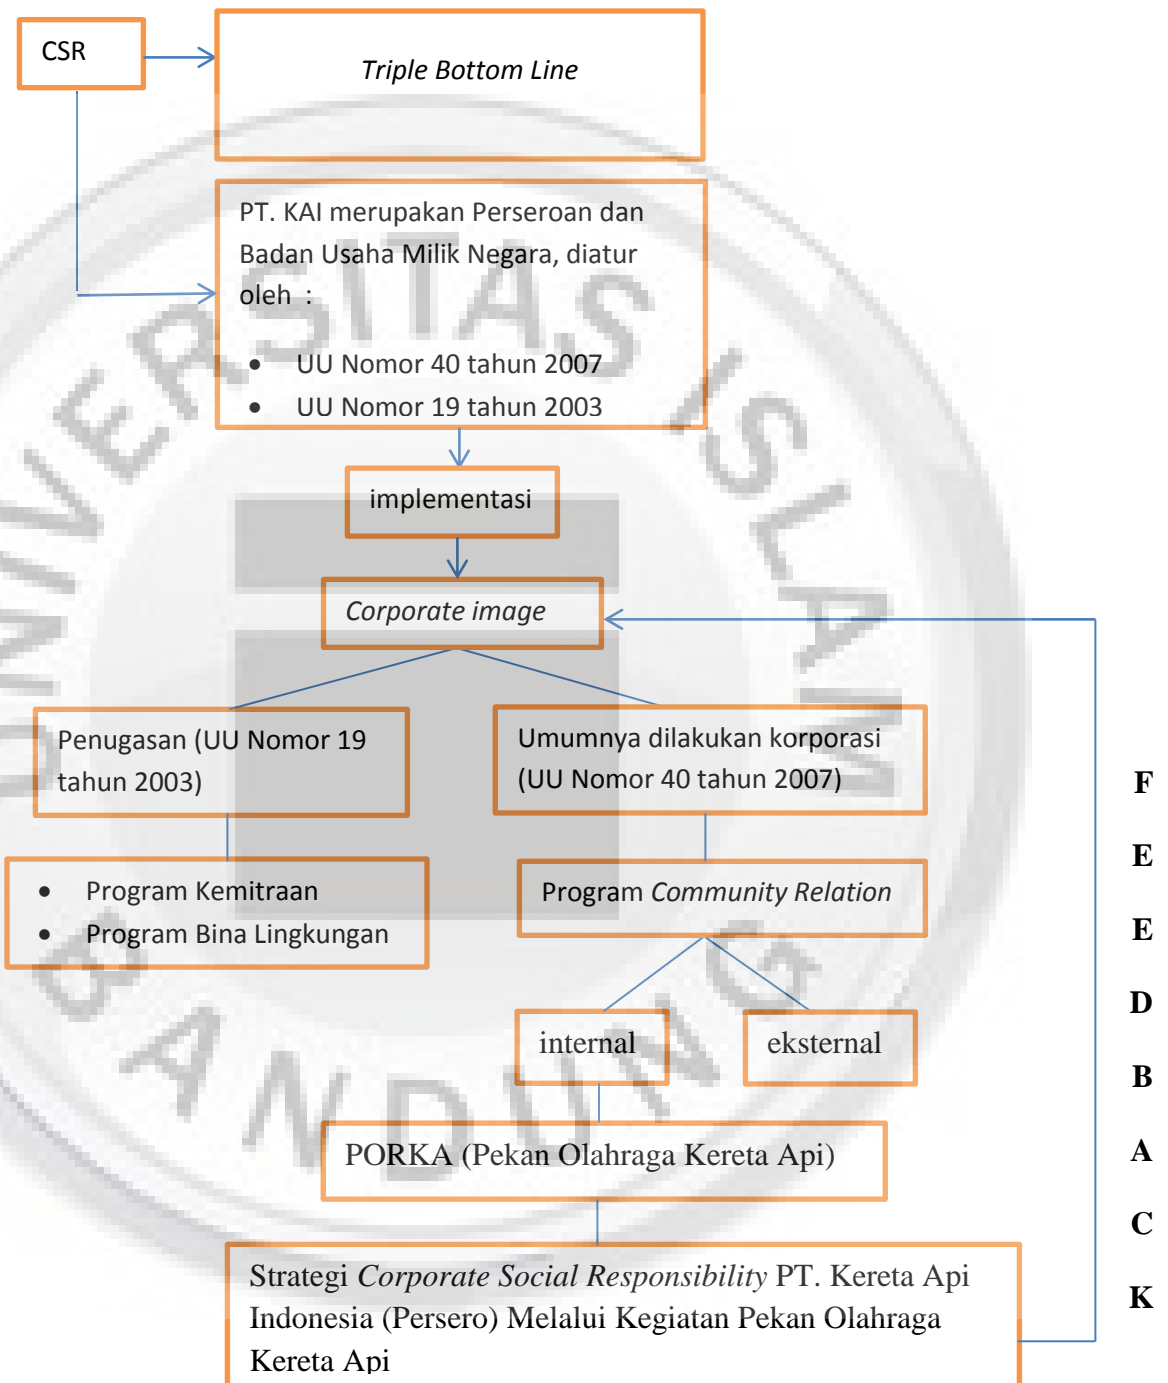 CSR
Triple Bottom Line
PT. KAI merupakan Perseroan dan
Badan Usaha Milik Negara, diatur
oleh :
• UU Nomor 40 tahun 2007
• UU Nomor 19 tahun 2003
implementasi
Corporate image
Penugasan (UU Nomor 19
tahun 2003)
Umumnya dilakukan korporasi
(UU Nomor 40 tahun 2007)
• Program Kemitraan
• Program Bina Lingkungan
Program Community Relation
internal
eksternal
PORKA (Pekan Olahraga Kereta Api)
Strategi Corporate Social Responsibility PT. Kereta Api
Indonesia (Persero) Melalui Kegiatan Pekan Olahraga
Kereta Api
F
E
E
D
B
A
C
K
UNIVERSITAS ISLAM
BANDUNG